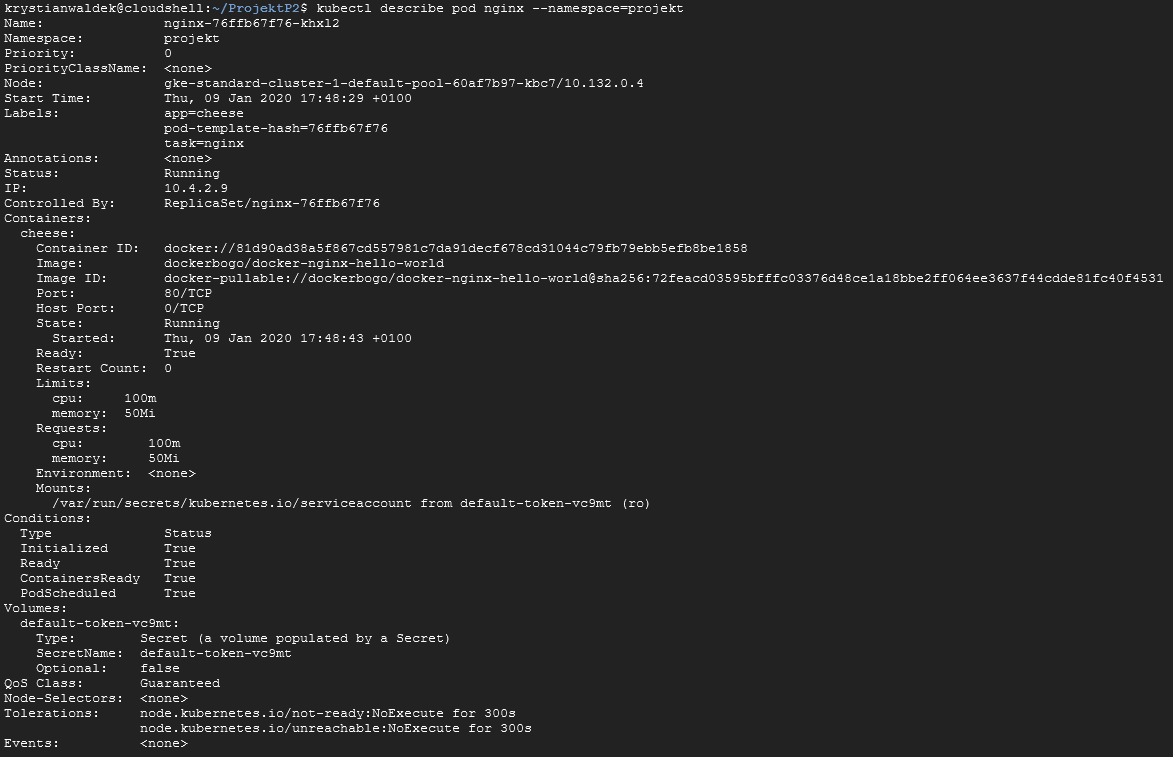 krystianwaldek@cloudshell:~/ProjektP2$ kubectl describe pod nginx --namespace=projekt
Name:               nginx-76ffb67f76-khxl2
Namespace:          projekt
Priority:           0
PriorityClassName:  <none>
Node:               gke-standard-cluster-1-default-pool-60af7b97-kbc7/10.132.0.4
Start Time:         Thu, 09 Jan 2020 17:48:29 +0100
Labels:             app=cheese
                    pod-template-hash=76ffb67f76
                    task=nginx
Annotations:        <none>
Status:             Running
IP:                 10.4.2.9
Controlled By:      ReplicaSet/nginx-76ffb67f76
Containers:
  cheese:
    Container ID:   docker://81d90ad38a5f867cd557981c7da91decf678cd31044c79fb79ebb5efb8be1858
    Image:          dockerbogo/docker-nginx-hello-world
    Image ID:       docker-pullable://dockerbogo/docker-nginx-hello-world@sha256:72feacd03595bfffc03376d48ce1a18bbe2ff064ee3637f44cdde81fc40f4531
    Port:           80/TCP
    Host Port:      0/TCP
    State:          Running
      Started:      Thu, 09 Jan 2020 17:48:43 +0100
    Ready:          True
    Restart Count:  0
    Limits:
      cpu:     100m
      memory:  50Mi
    Requests:
      cpu:        100m
      memory:     50Mi
    Environment:  <none>
    Mounts:
      /var/run/secrets/kubernetes.io/serviceaccount from default-token-vc9mt (ro)
Conditions:
  Type              Status
  Initialized       True
  Ready             True
  ContainersReady   True
  PodScheduled      True
Volumes:
  default-token-vc9mt:
    Type:        Secret (a volume populated by a Secret)
    SecretName:  default-token-vc9mt
    Optional:    false
QoS Class:       Guaranteed
Node-Selectors:  <none>
Tolerations:     node.kubernetes.io/not-ready:NoExecute for 300s
                 node.kubernetes.io/unreachable:NoExecute for 300s
Events:          <none>